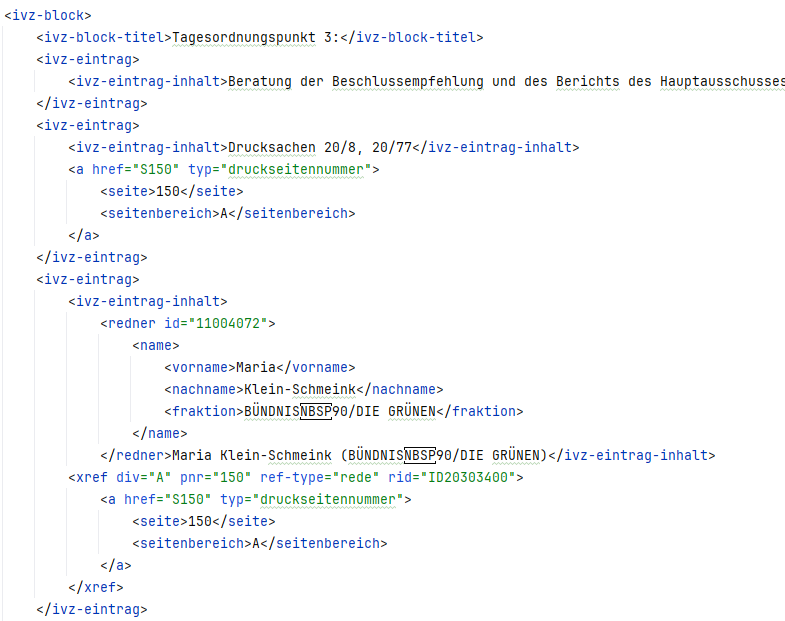 <ivz-block>
<ivz-block-titel>Tagesordnungspunkt 3:</ivz-block-titel>
<ivz-eintrag>
<ivz-eintrag-inhalt>Beratung der Beschlussempfehlung und des Berichts des Hauptausschusses
</ivz-eintrag>
<ivz-eintrag>
<ivz-eintrag-inhalt>Drucksachen 20/8, 20/77</ivz-eintrag-inhalt>
<a href="S150" typ="druckseitennummer">
<seite>150</seite>
<seitenbereich>A</seitenbereich>
</a>
</ivz-eintrag>
<ivz-eintrag>
<ivz-eintrag-inhalt>
<redner id="11004072">
<name>
<vorname>Maria</vorname>
<nachname>Klein-Schmeink</nachname>
<fraktion>BÜNDNISNBSP90/DIE GRÜNEN</fraktion>
</name>
</redner>Maria Klein-Schmeink (BÜNDNISNBSP90/DIE GRÜNEN)</ivz-eintrag-inhalt>
<xref div="A" pnr="150" ref-type="rede" rid="ID20303400">
<a href="S150" typ="druckseitennummer">
<seite>150</seite>
<seitenbereich>A</seitenbereich>
</a>
</xref>
</ivz-eintrag>